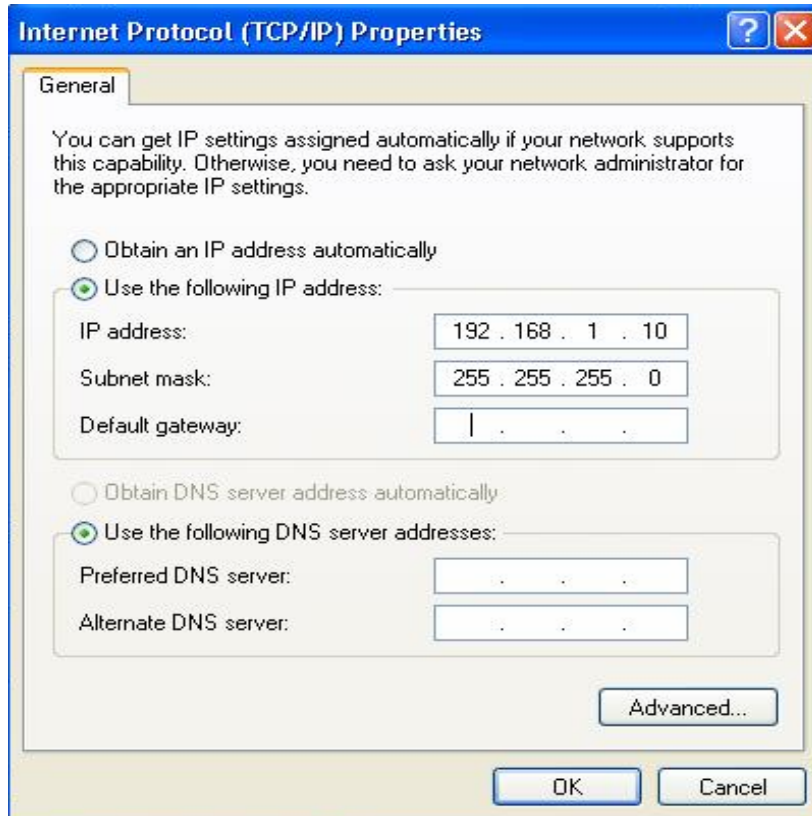 Internet Protocol (TCP/IP) Properties
General
You can get IP settings assigned automatically if your network supports
this capability. Otherwise, you need to ask your network administrator for
the appropriate IP settings.
Obtain an IP address automatically
Use the following IP address:
IP address: 192 . 168 . 1 . 10
Subnet mask: 255 . 255 . 255 . 0
Default gateway: . . .
Obtain DNS server address automatically
Use the following DNS server addresses:
Preferred DNS server: . . .
Alternate DNS server: . . .
Advanced...
OK Cancel